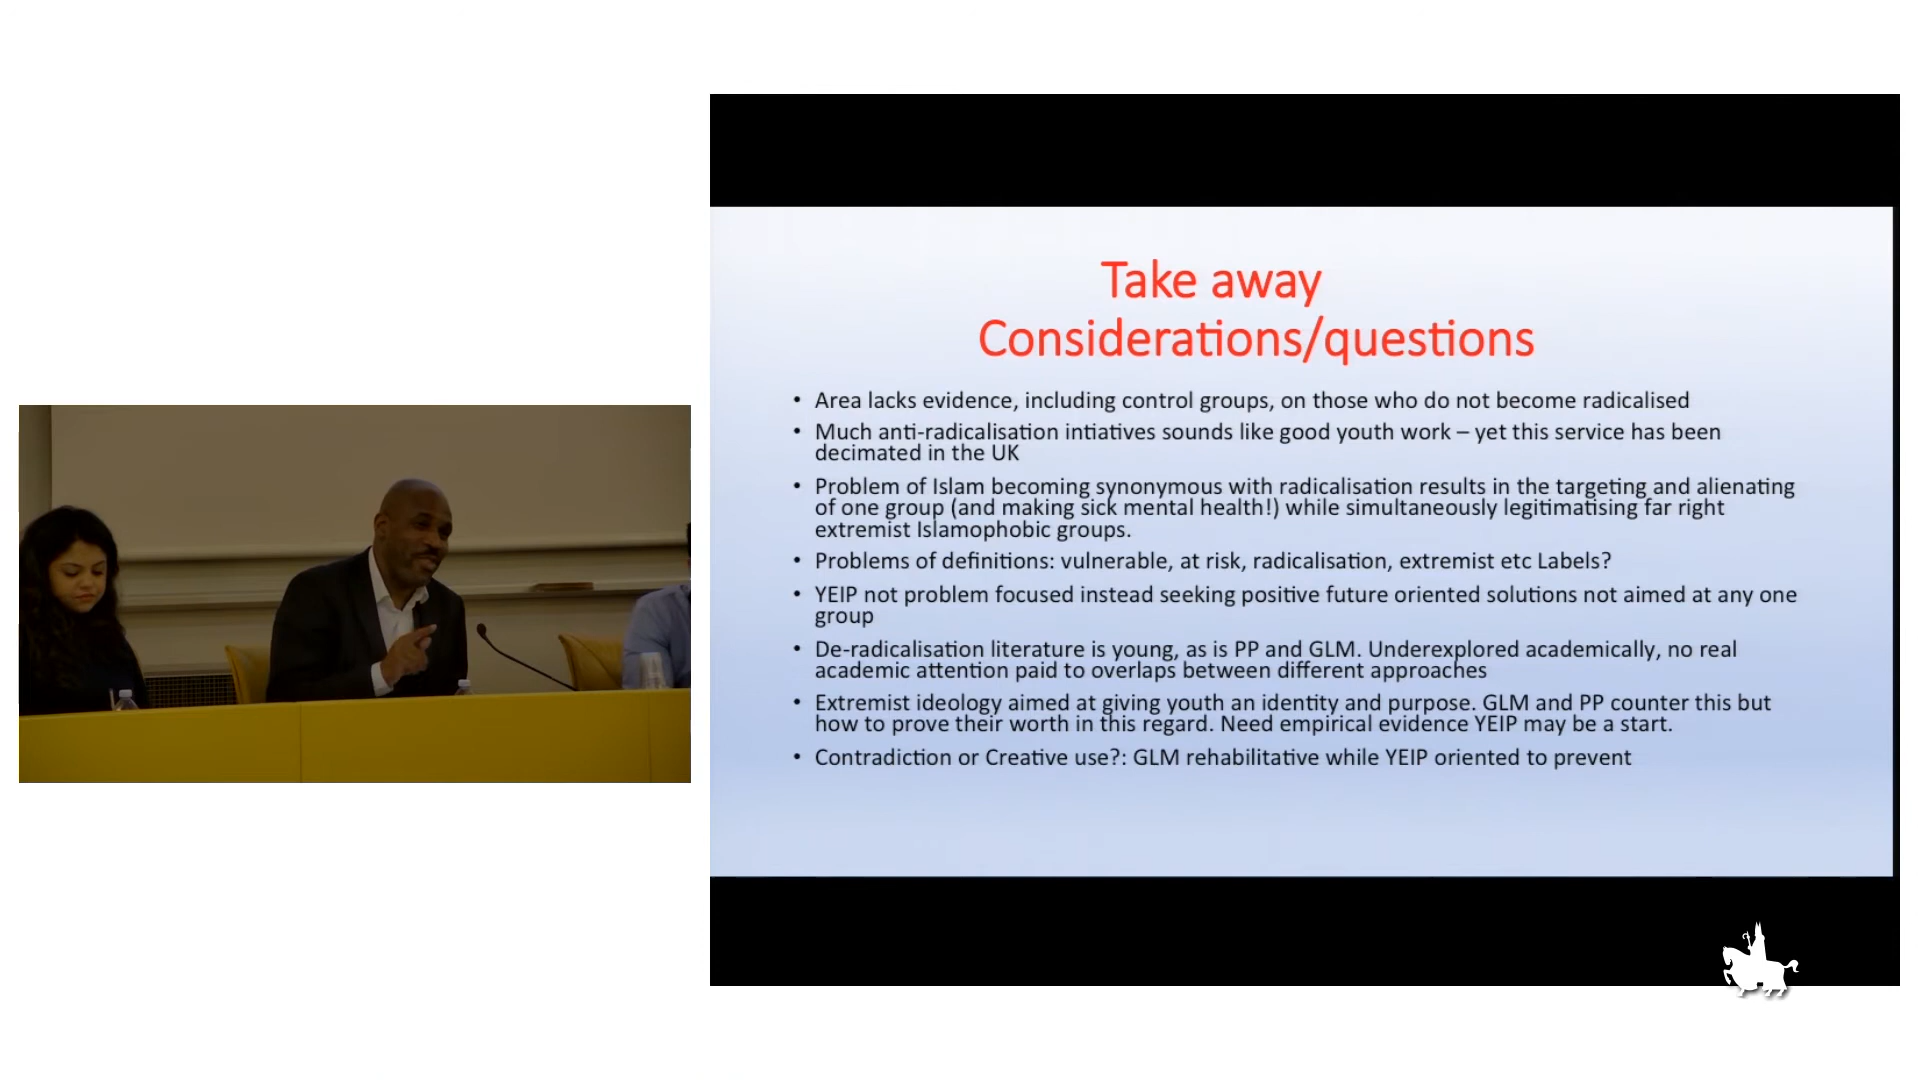 Take away
Considerations/questions
• Area lacks evidence, including control groups, on those who do not become radicalised
• Much anti-radicalisation intiatives sounds like good youth work – yet this service has been
decimated in the UK
• Problem of Islam becoming synonymous with radicalisation results in the targeting and alienating
of one group (and making sick mental health!) while simultaneously legitimatising far right
extremist Islamophobic groups.
• Problems of definitions: vulnerable, at risk, radicalisation, extremist etc Labels?
• YEIP not problem focused instead seeking positive future oriented solutions not aimed at any one
group
• De-radicalisation literature is young, as is PP and GLM. Underexplored academically, no real
academic attention paid to overlaps between different approaches
• Extremist ideology aimed at giving youth an identity and purpose. GLM and PP counter this but
how to prove their worth in this regard. Need empirical evidence YEIP may be a start.
• Contradiction or Creative use?: GLM rehabilitative while YEIP oriented to prevent